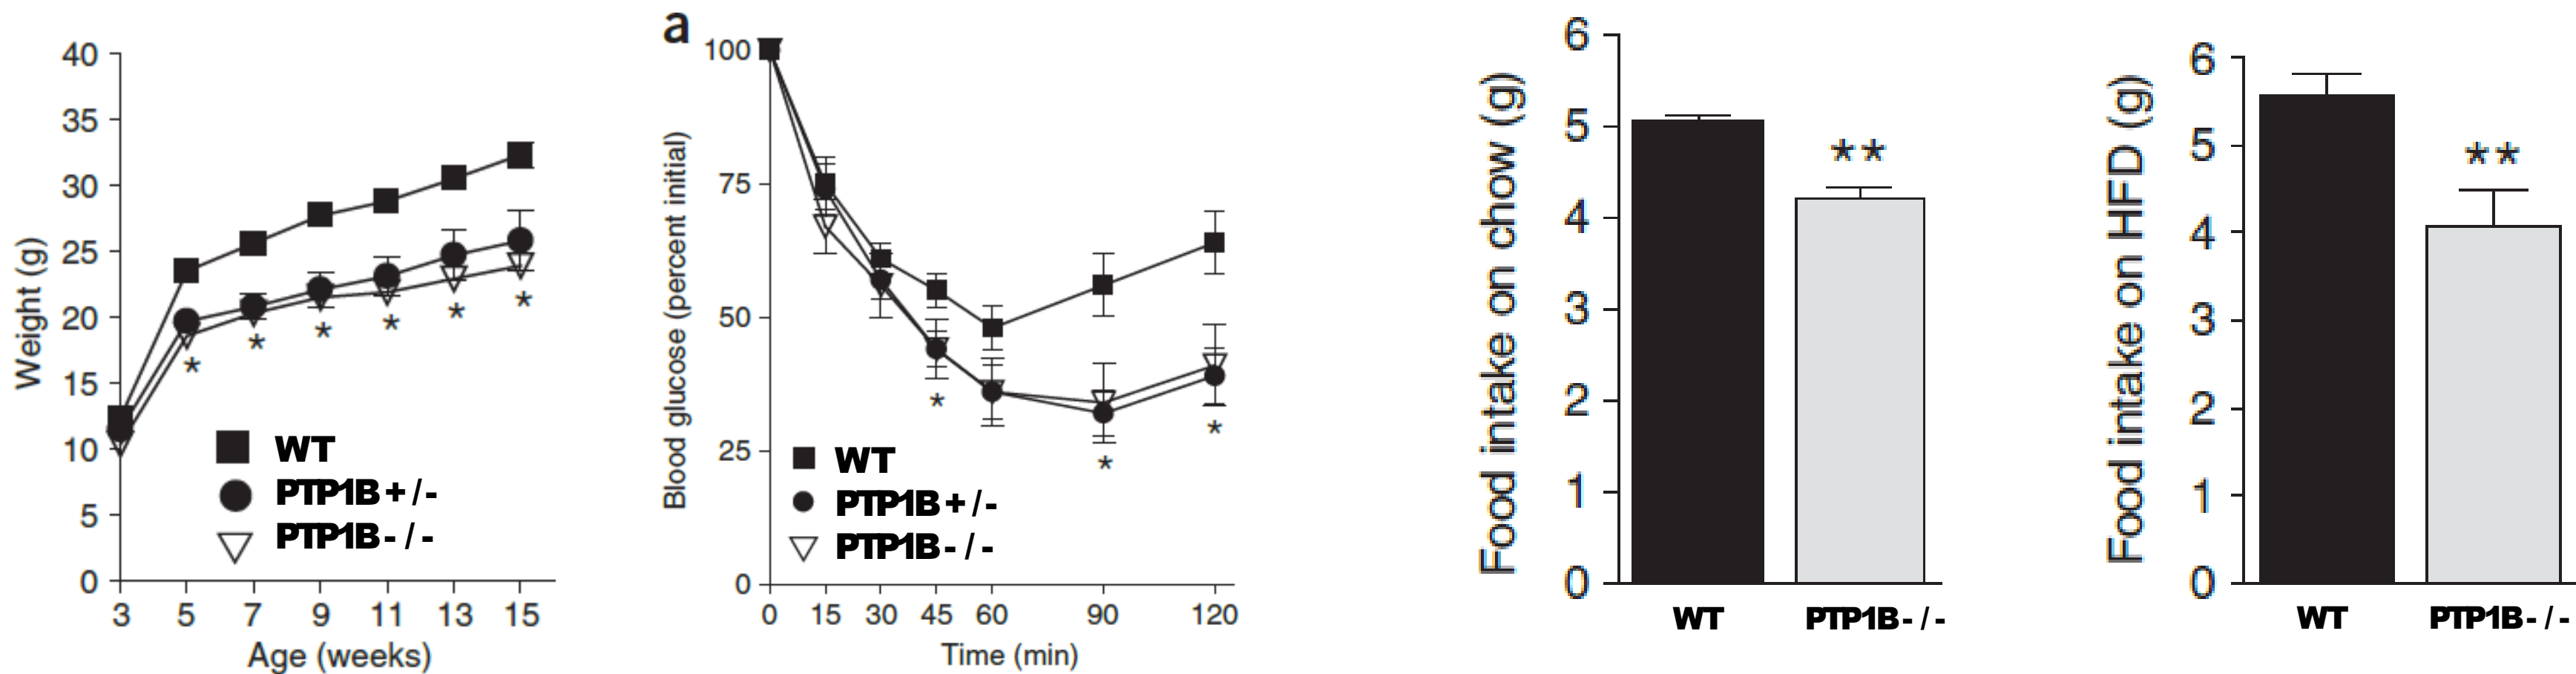 40
35
30
25
20
15
10
5
0
Weight (g)
*
*
*
*
*
*
WT
PTP1B+/-
PTP1B-/-
3 5 7 9 11 13 15
Age (weeks)
a
100
75
50
25
0
Blood glucose (percent initial)
*
*
*
WT
PTP1B+/-
PTP1B-/-
0 15 30 45 60 90 120
Time (min)
6
5
4
3
2
1
0
Food intake on chow (g)
**
WT PTP1B-/-
6
5
4
3
2
1
0
Food intake on HFD (g)
**
WT PTP1B-/-